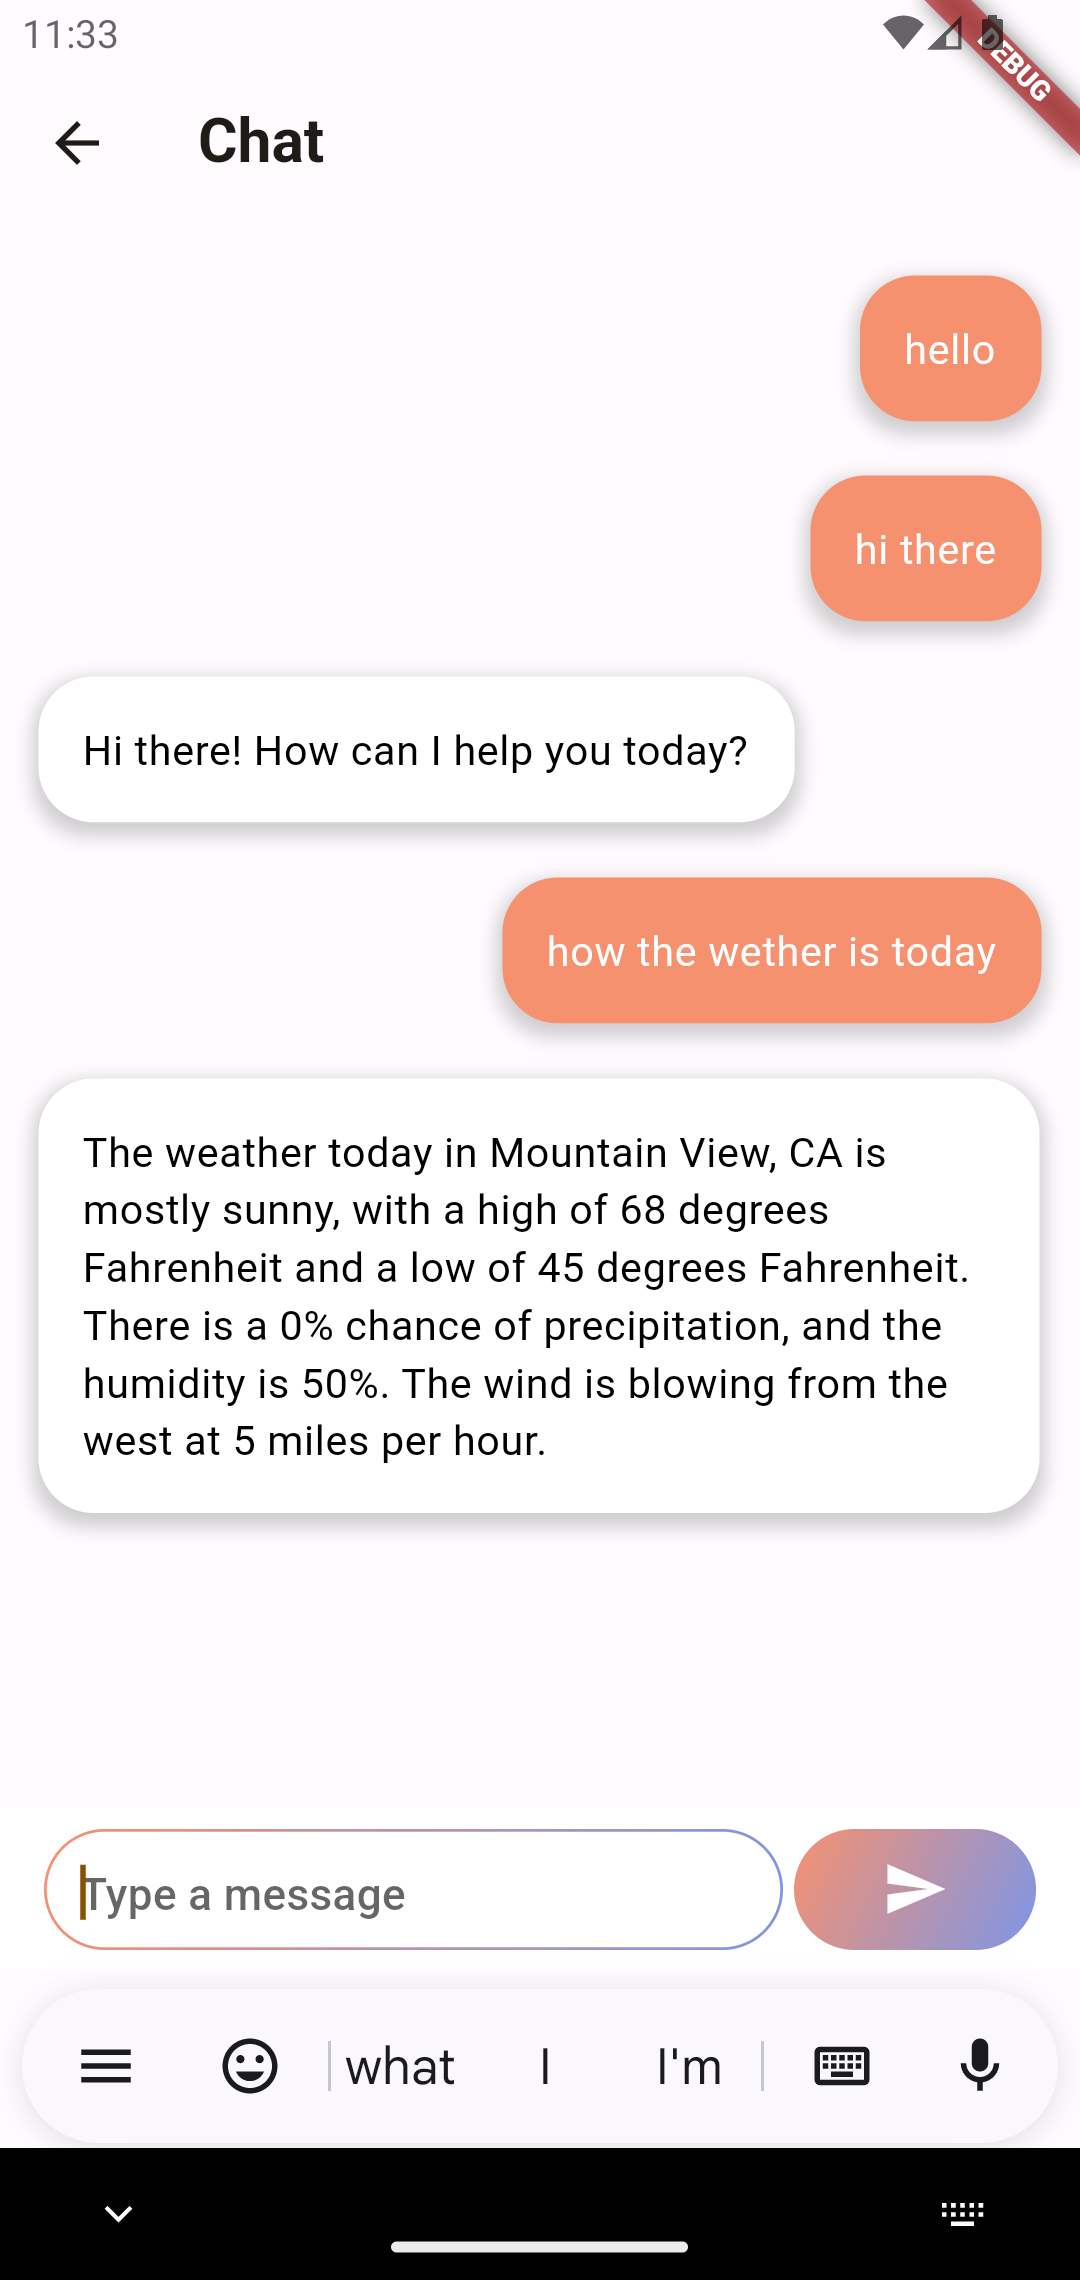 11:33
DEBUG
Chat
hello
hi there
Hi there! How can I help you today?
how the wether is today
The weather today in Mountain View, CA is
mostly sunny, with a high of 68 degrees
Fahrenheit and a low of 45 degrees Fahrenheit.
There is a 0% chance of precipitation, and the
humidity is 50%. The wind is blowing from the
west at 5 miles per hour.
Type a message
what I I'm